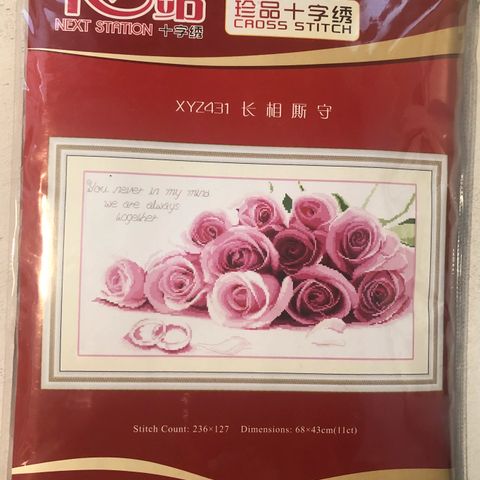 站
NEXT STATION 十字绣
珍品十字绣
CROSS STITCH
XYZ431 长相厮守
You never in my mind
we are always
together
Stitch Count: 236×127 Dimensions: 68×43cm(11ct)